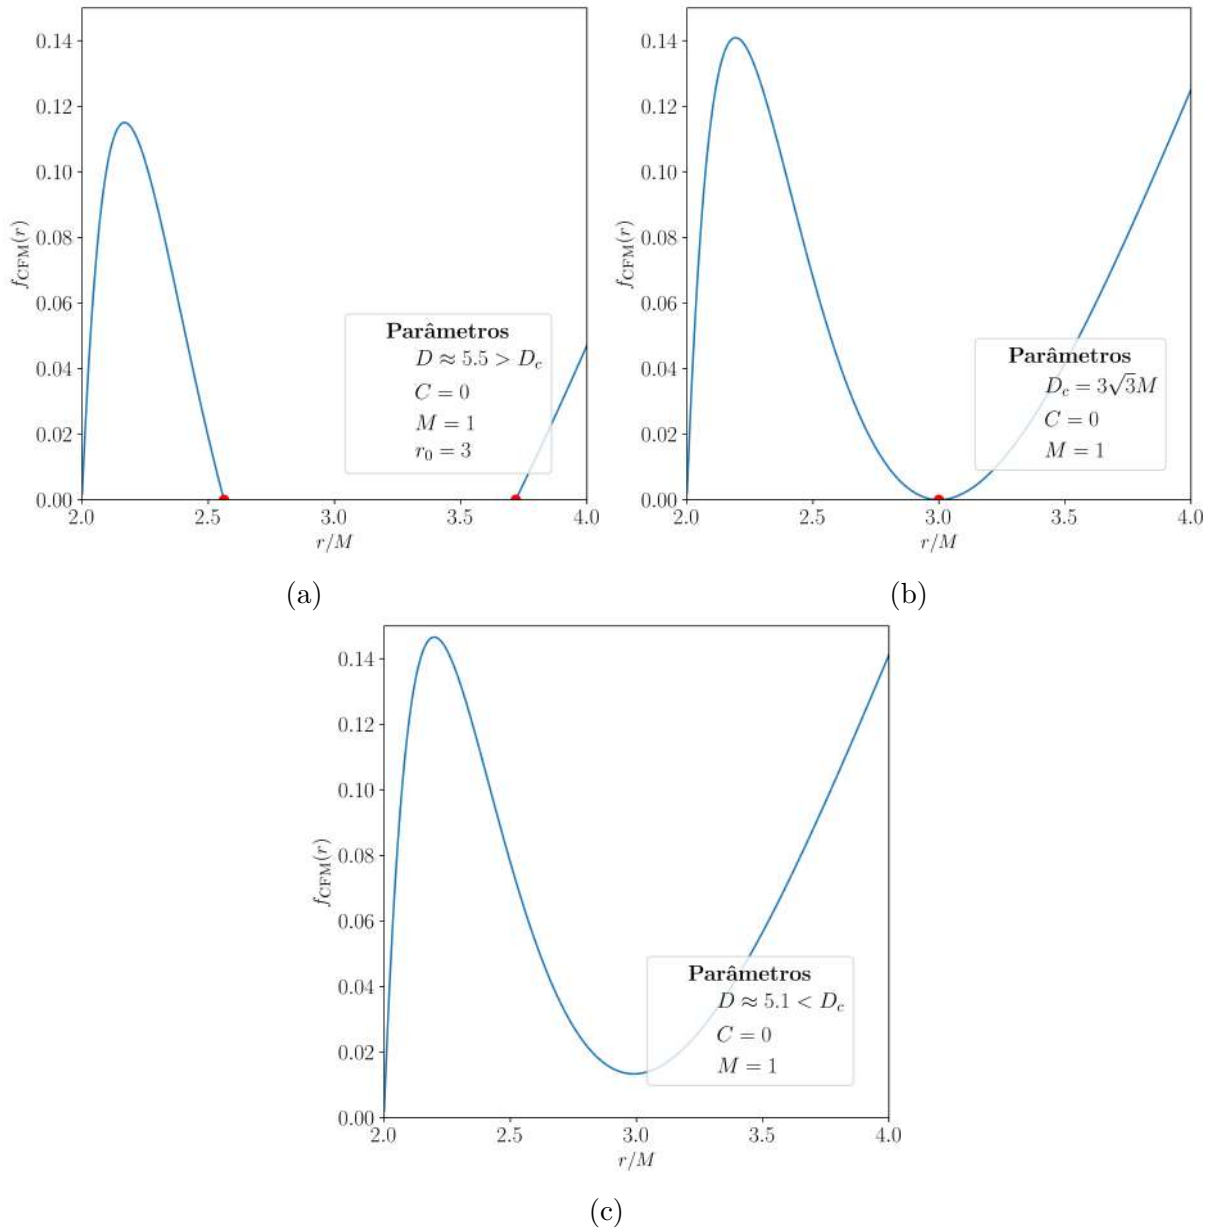 0.14
0.12
0.10
0.08
0.06
0.04
0.02
0.00
f_CFM(r)
2.0 2.5 3.0 3.5 4.0
r/M
Parâmetros
D ≈ 5.5 > D_c
C = 0
M = 1
r_0 = 3
(a)
0.14
0.12
0.10
0.08
0.06
0.04
0.02
0.00
f_CFM(r)
2.0 2.5 3.0 3.5 4.0
r/M
Parâmetros
D_c = 3√3M
C = 0
M = 1
(b)
0.14
0.12
0.10
0.08
0.06
0.04
0.02
0.00
f_CFM(r)
2.0 2.5 3.0 3.5 4.0
r/M
Parâmetros
D ≈ 5.1 < D_c
C = 0
M = 1
(c)